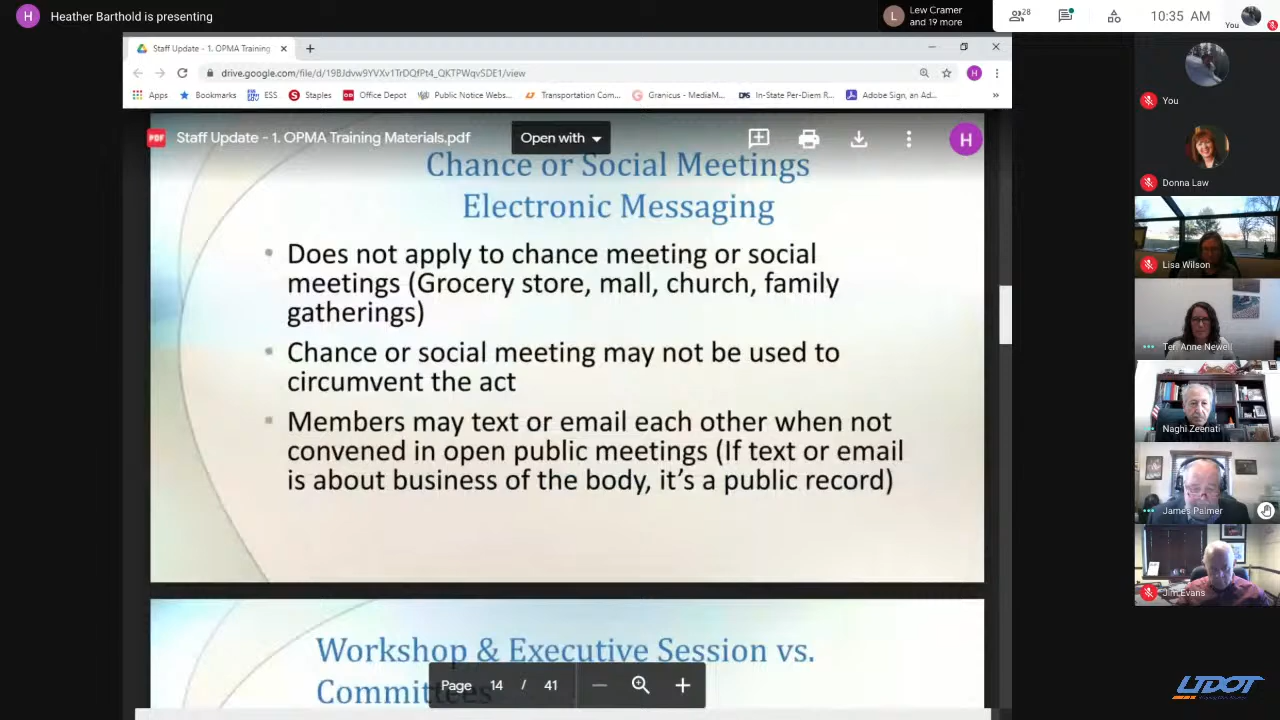 H Heather Barthold is presenting
L Lew Cramer
and 19 more
28
10:35 AM
You
Staff Update - 1. OPMA Training
drive.google.com/file/d/19BJdvw9YVXv1TrDQfPt4_QKTPWqvSDE1/view
H
Apps Bookmarks ESS Staples Office Depot Public Notice Webs... Transportation Com... Granicus - MediaM... In-State Per-Diem R... Adobe Sign, an Ad... »
PDF Staff Update - 1. OPMA Training Materials.pdf Open with H
Chance or Social Meetings
Electronic Messaging
• Does not apply to chance meeting or social
meetings (Grocery store, mall, church, family
gatherings)
• Chance or social meeting may not be used to
circumvent the act
• Members may text or email each other when not
convened in open public meetings (If text or email
is about business of the body, it's a public record)
Workshop & Executive Session vs.
Committees
Page 14 / 41
You
Donna Law
Lisa Wilson
Teri Anne Newell
Naghi Zeenati
James Palmer
Jim Evans
UDOT